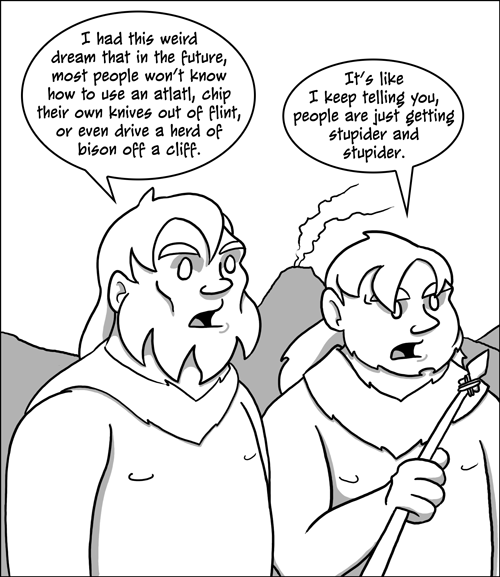 I had this weird
dream that in the future,
most people won't know
how to use an atlatl, chip
their own knives out of flint,
or even drive a herd of
bison off a cliff.
It's like
I keep telling you,
people are just getting
stupider and
stupider.